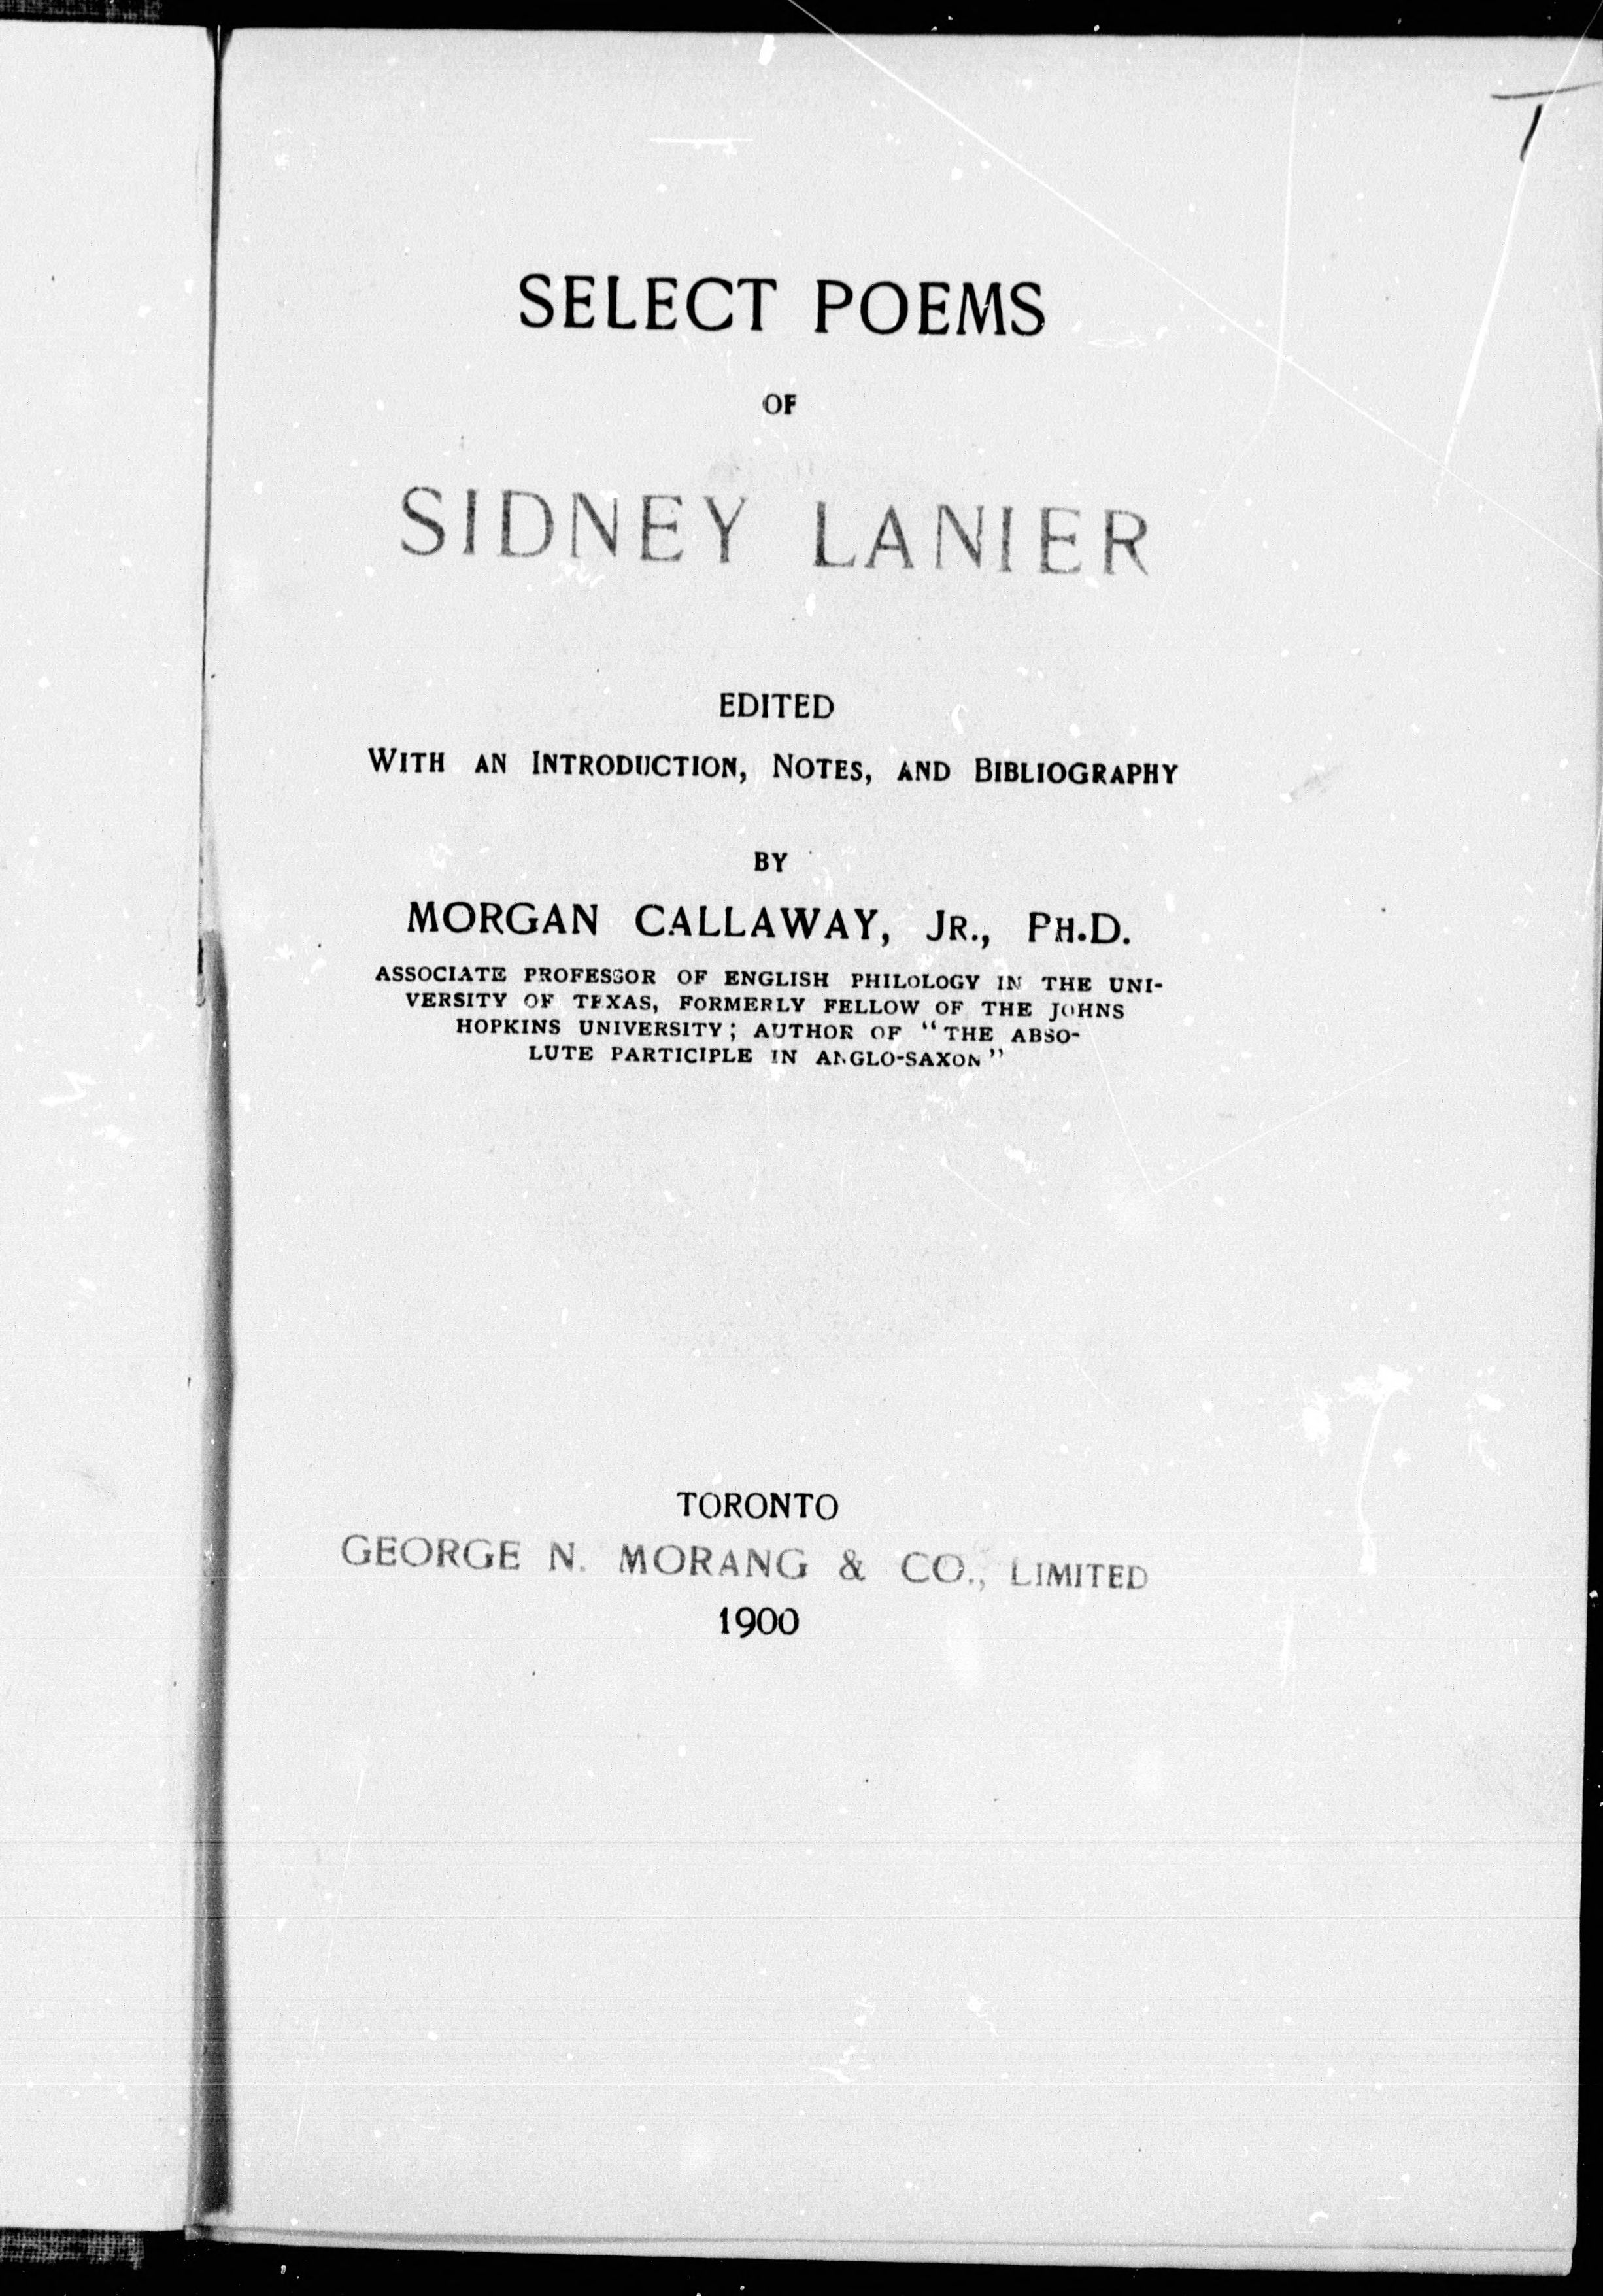 SELECT POEMS
OF
SIDNEY LANIER
EDITED
WITH AN INTRODUCTION, NOTES, AND BIBLIOGRAPHY
BY
MORGAN CALLAWAY, JR., PH.D.
ASSOCIATE PROFESSOR OF ENGLISH PHILOLOGY IN THE UNI-
VERSITY OF TEXAS, FORMERLY FELLOW OF THE JOHNS
HOPKINS UNIVERSITY; AUTHOR OF "THE ABSO-
LUTE PARTICIPLE IN ANGLO-SAXON"
TORONTO
GEORGE N. MORANG & CO., LIMITED
1900